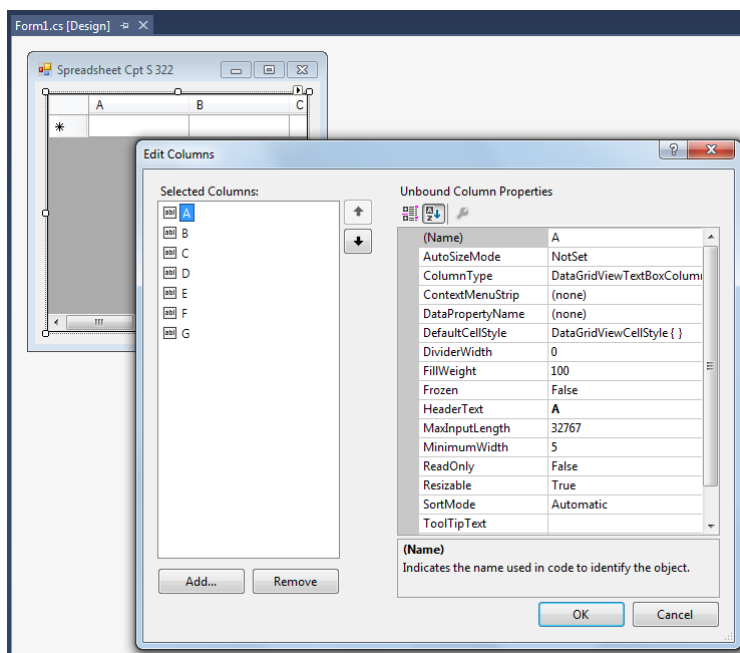 Form1.cs [Design]
Spreadsheet Cpt S 322
A B C
*
Edit Columns
Selected Columns:
A
B
C
D
E
F
G
Add... Remove
Unbound Column Properties
(Name) A
AutoSizeMode NotSet
ColumnType DataGridViewTextBoxColum
ContextMenuStrip (none)
DataPropertyName (none)
DefaultCellStyle DataGridViewCellStyle { }
DividerWidth 0
FillWeight 100
Frozen False
HeaderText A
MaxInputLength 32767
MinimumWidth 5
ReadOnly False
Resizable True
SortMode Automatic
ToolTipText
(Name)
Indicates the name used in code to identify the object.
OK Cancel